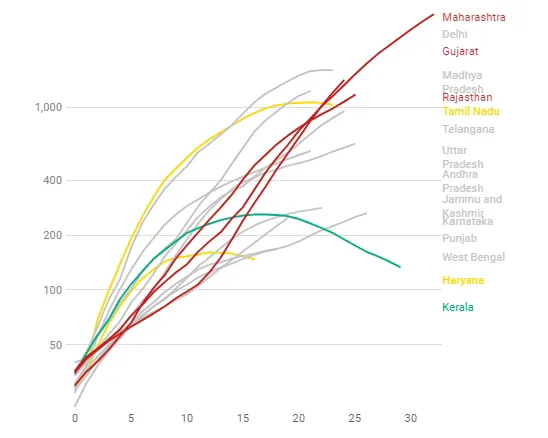 Maharashtra
Delhi
Gujarat
Madhya
Pradesh
Rajasthan
1,000
Tamil Nadu
Telangana
Uttar
Pradesh
Andhra
400
Pradesh
Jammu and
Kashmir
Karnataka
200
Punjab
West Bengal
Haryana
100
Kerala
50
0
5
10
15
20
25
30